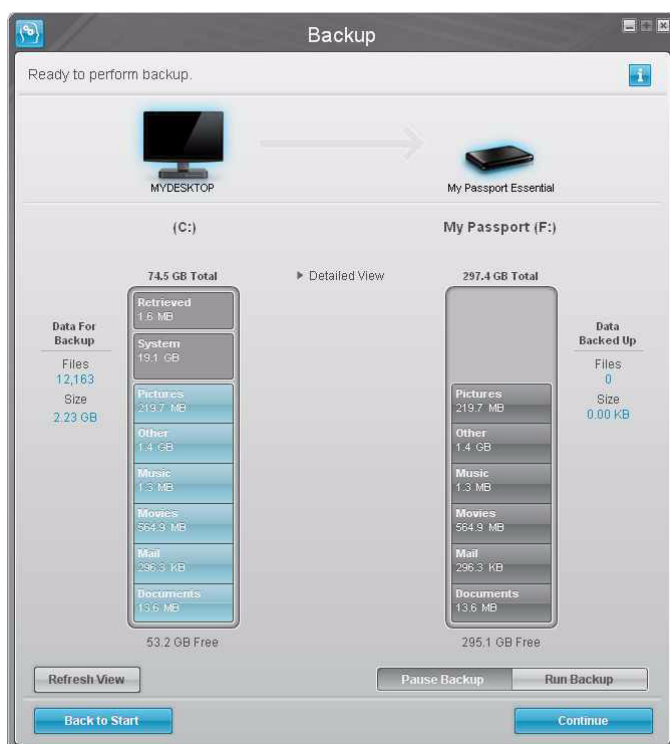 Backup
Ready to perform backup.
i
MYDESKTOP
My Passport Essential
(C:)
My Passport (F:)
74.5 GB Total
Detailed View
297.4 GB Total
Data For
Backup
Files
12,163
Size
2.23 GB
Retrieved
1.6 MB
System
19.1 GB
Pictures
219.7 MB
Other
1.4 GB
Music
1.3 MB
Movies
564.9 MB
Mail
296.3 KB
Documents
13.6 MB
53.2 GB Free
Pictures
219.7 MB
Other
1.4 GB
Music
1.3 MB
Movies
564.9 MB
Mail
296.3 KB
Documents
13.6 MB
295.1 GB Free
Data
Backed Up
Files
0
Size
0.00 KB
Refresh View
Pause Backup
Run Backup
Back to Start
Continue